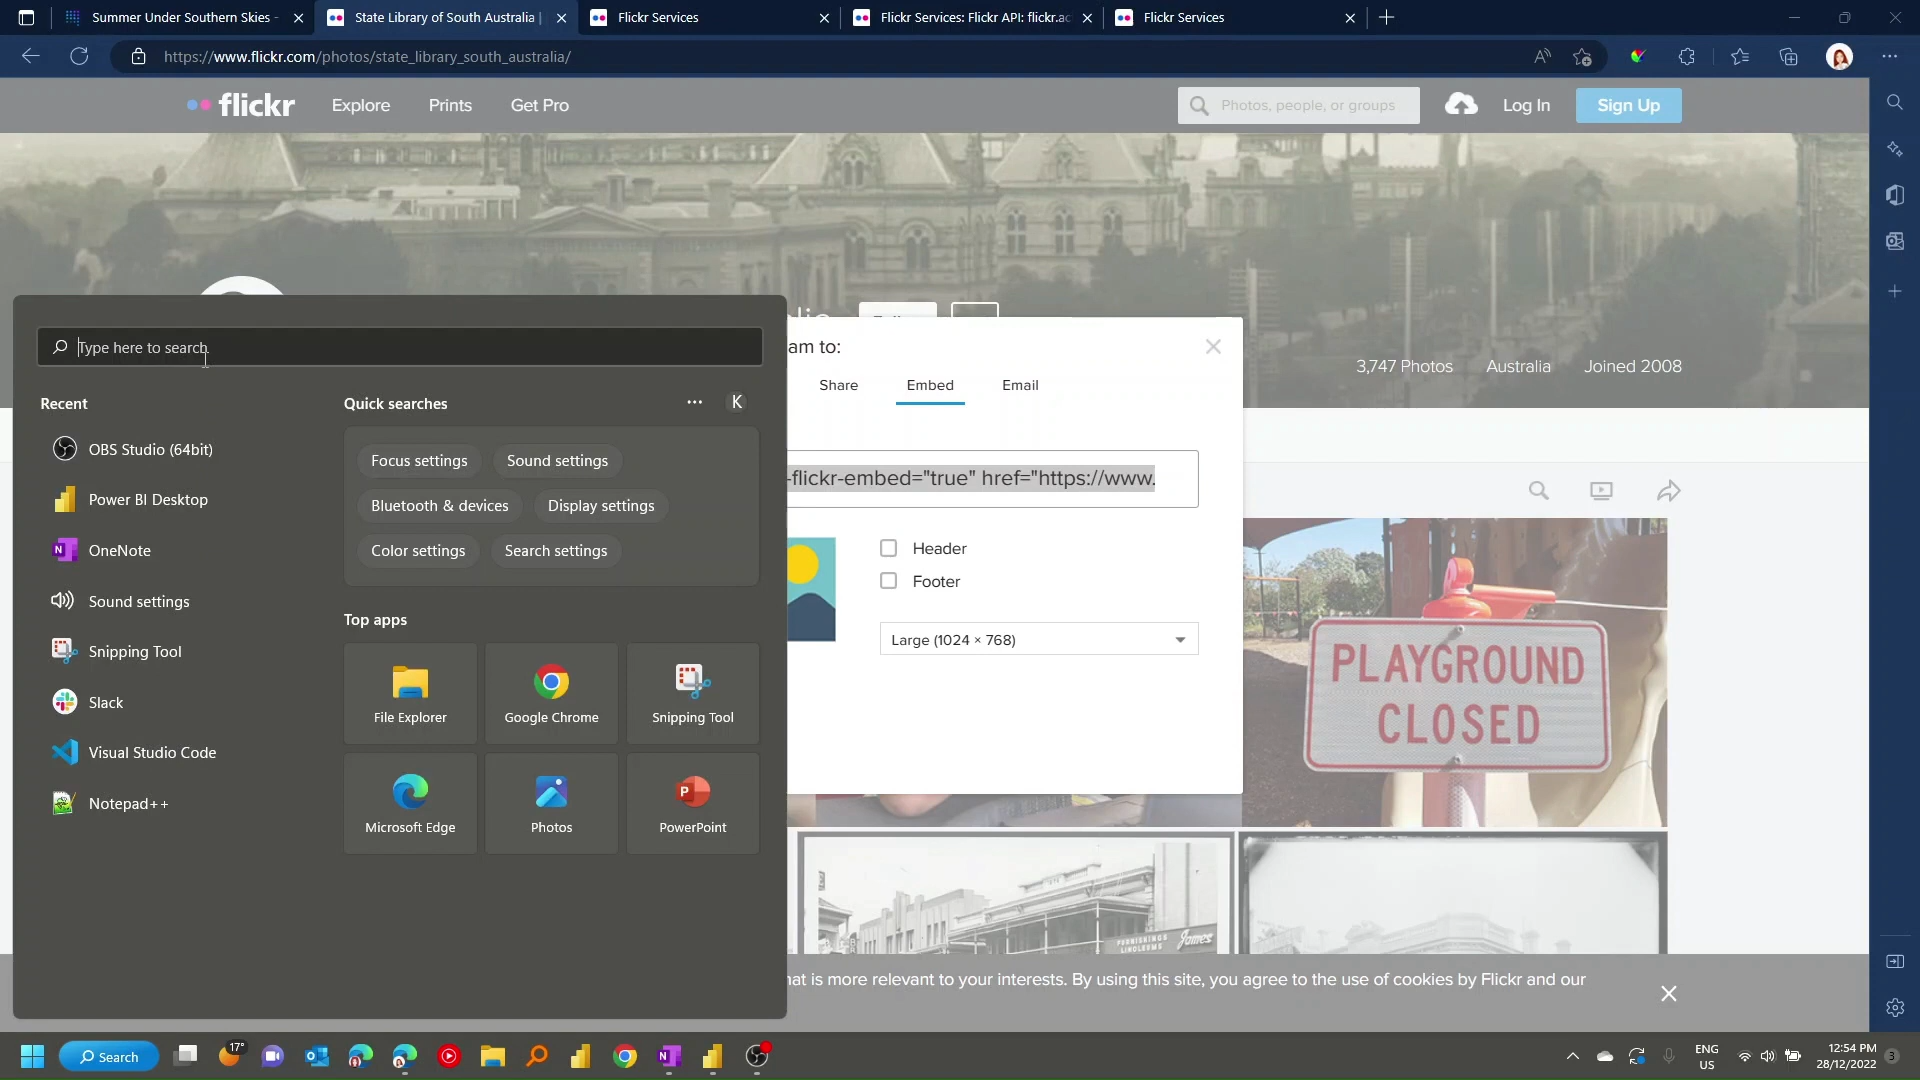 Summer Under Southern Skies -
State Library of South Australia |
Flickr Services
Flickr Services: Flickr API: flickr.ac
Flickr Services
https://www.flickr.com/photos/state_library_south_australia/
flickr
Explore
Prints
Get Pro
Photos, people, or groups
Log In
Sign Up
3,747 Photos
Australia
Joined 2008
Type here to search
Recent
OBS Studio (64bit)
Power BI Desktop
OneNote
Sound settings
Snipping Tool
Slack
Visual Studio Code
Notepad++
Quick searches
K
Focus settings
Sound settings
Bluetooth & devices
Display settings
Color settings
Search settings
Top apps
File Explorer
Google Chrome
Snipping Tool
Microsoft Edge
Photos
PowerPoint
am to:
Share
Embed
Email
-flickr-embed="true" href="https://www.
Header
Footer
Large (1024 × 768)
PLAYGROUND
CLOSED
FURNISHINGS
LINOLEUMS
James
hat is more relevant to your interests. By using this site, you agree to the use of cookies by Flickr and our
Search
17°
ENG
US
12:54 PM
28/12/2022
3